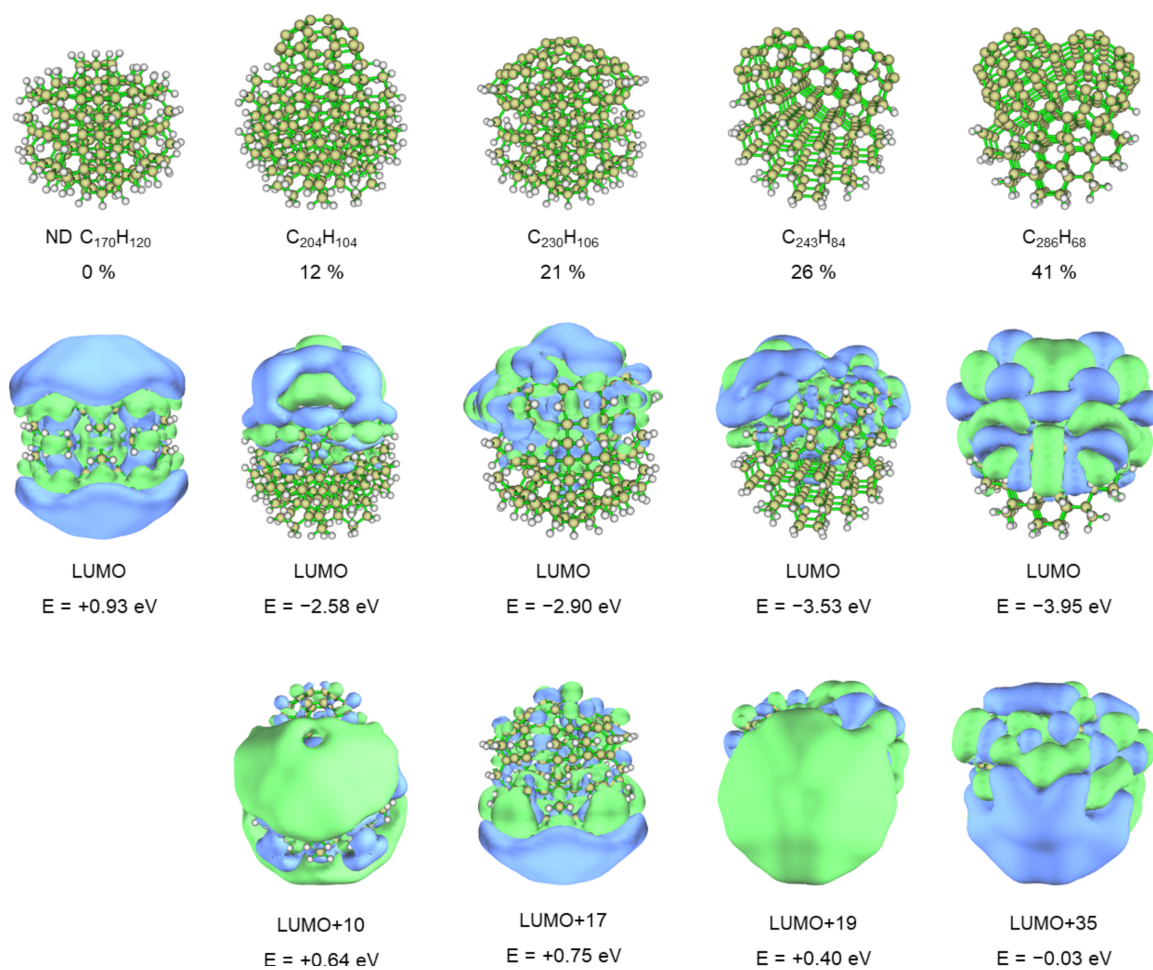 ND C₁₇₀H₁₂₀ C₂₀₄H₁₀₄ C₂₃₀H₁₀₆ C₂₄₃H₈₄ C₂₈₆H₆₈
0 % 12 % 21 % 26 % 41 %
LUMO LUMO LUMO LUMO LUMO
E = +0.93 eV E = −2.58 eV E = −2.90 eV E = −3.53 eV E = −3.95 eV
LUMO+10 LUMO+17 LUMO+19 LUMO+35
E = +0.64 eV E = +0.75 eV E = +0.40 eV E = −0.03 eV